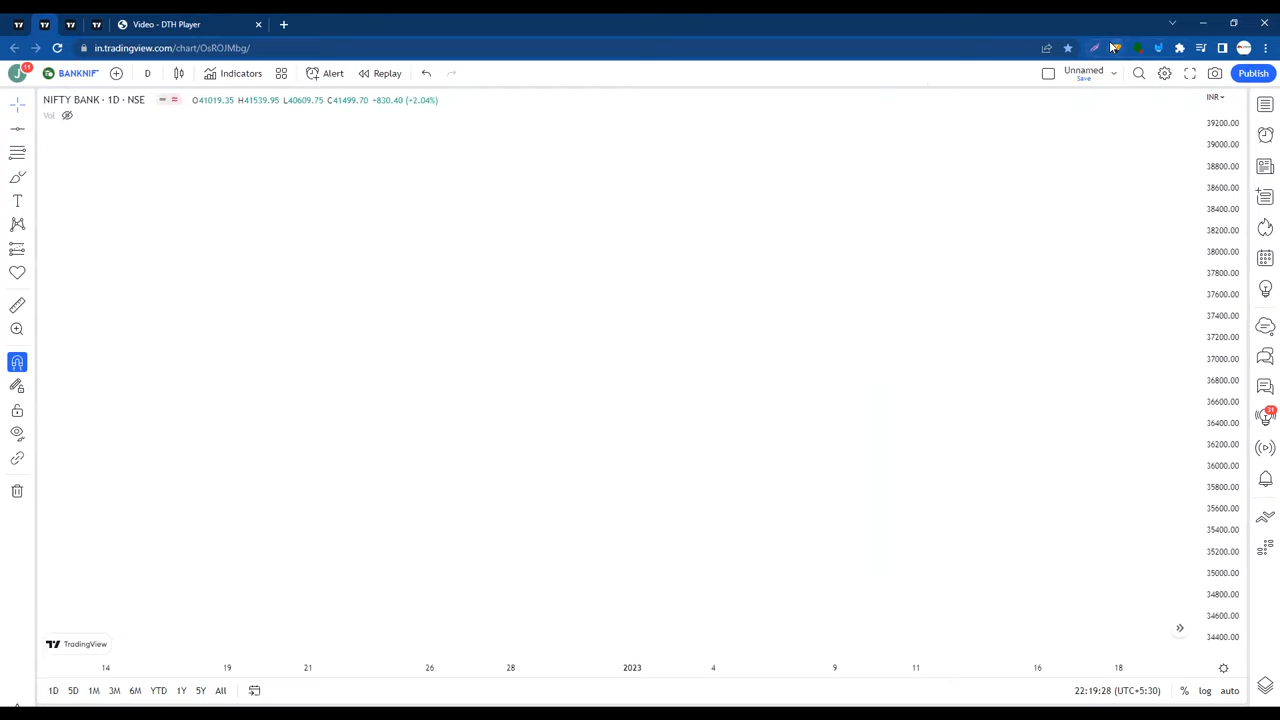 Video - DTH Player
in.tradingview.com/chart/OsROJMbg/
J 11 BANKNIF D Indicators Alert Replay Unnamed Save Publish
NIFTY BANK · 1D · NSE O41019.35 H41539.95 L40609.75 C41499.70 +830.40 (+2.04%)
INR
Vol
39200.00
39000.00
38800.00
38600.00
38400.00
38200.00
38000.00
37800.00
37600.00
37400.00
37200.00
37000.00
36800.00
36600.00
36400.00
31
36200.00
36000.00
35800.00
35600.00
35400.00
35200.00
35000.00
34800.00
34600.00
34400.00
TradingView
14 19 21 26 28 2023 4 9 11 16 18
1D 5D 1M 3M 6M YTD 1Y 5Y All 22:19:28 (UTC+5:30) % log auto